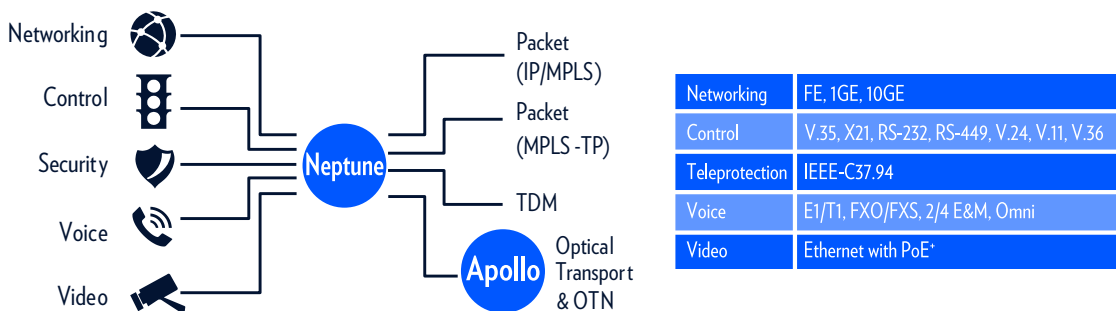 Networking
Control
Security
Voice
Video
Neptune
Packet
(IP/MPLS)
Packet
(MPLS -TP)
TDM
Apollo
Optical
Transport
& OTN
Networking FE, 1GE, 10GE
Control V.35, X21, RS-232, RS-449, V.24, V.11, V.36
Teleprotection IEEE-C37.94
Voice E1/T1, FXO/FXS, 2/4 E&M, Omni
Video Ethernet with PoE+